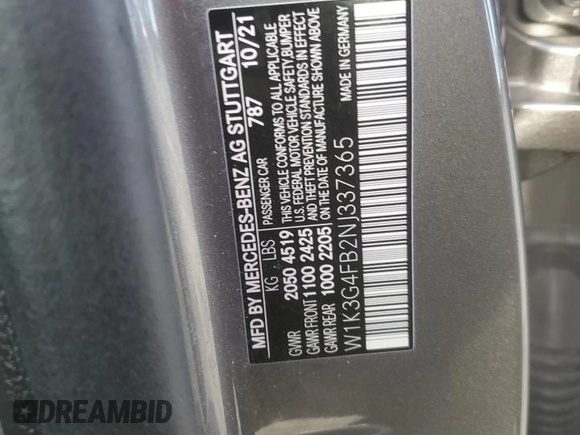 MFD BY MERCEDES-BENZ AG STUTTGART
787 10/21
KG LBS PASSENGER CAR
GVWR 2050 4519
GAWR FRONT 1100 2425
GAWR REAR 1000 2205
THIS VEHICLE CONFORMS TO ALL APPLICABLE
U.S. FEDERAL MOTOR VEHICLE SAFETY, BUMPER
AND THEFT PREVENTION STANDARDS IN EFFECT
ON THE DATE OF MANUFACTURE SHOWN ABOVE
MADE IN GERMANY
W1K3G4FB2NJ337365
DREAMBID